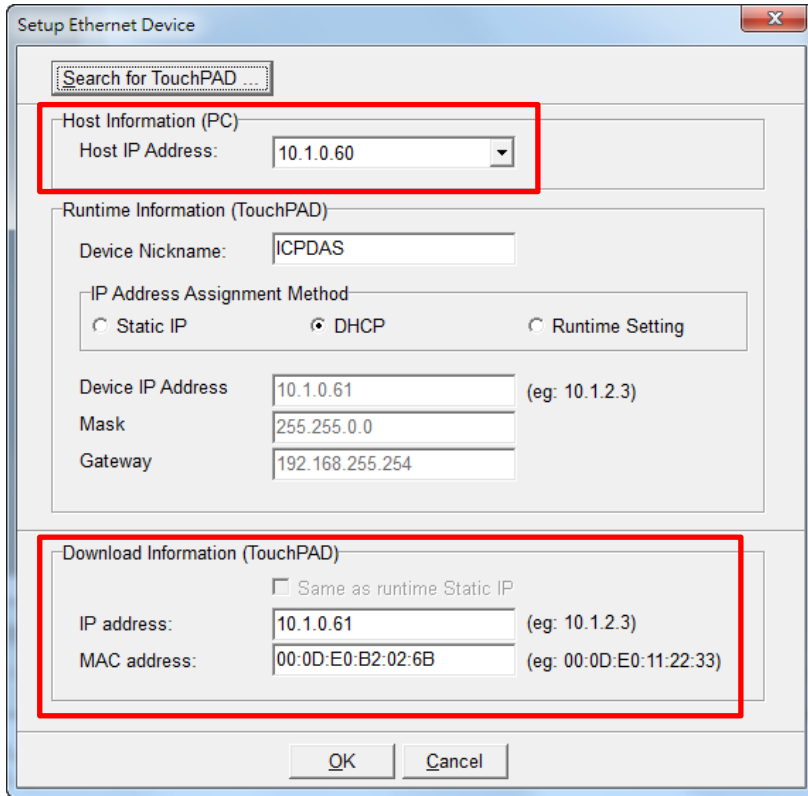 Setup Ethernet Device
Search for TouchPAD ...
Host Information (PC)
Host IP Address: 10.1.0.60
Runtime Information (TouchPAD)
Device Nickname: ICPDAS
IP Address Assignment Method
Static IP DHCP Runtime Setting
Device IP Address 10.1.0.61 (eg: 10.1.2.3)
Mask 255.255.0.0
Gateway 192.168.255.254
Download Information (TouchPAD)
Same as runtime Static IP
IP address: 10.1.0.61 (eg: 10.1.2.3)
MAC address: 00:0D:E0:B2:02:6B (eg: 00:0D:E0:11:22:33)
OK Cancel